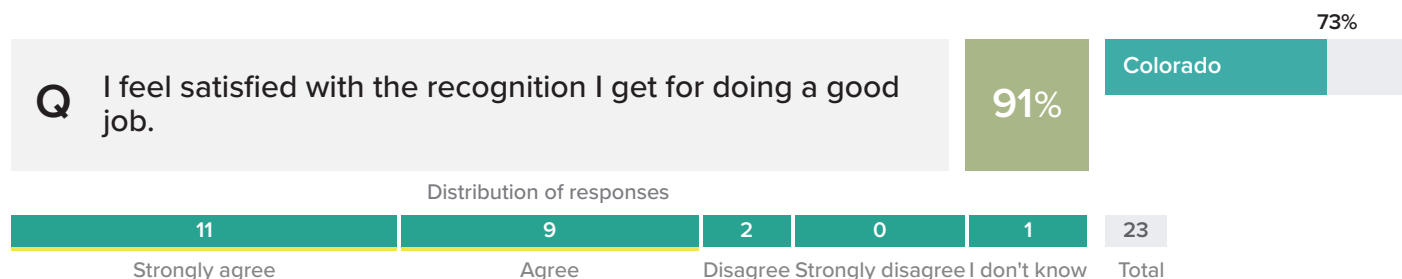 73%
Q
I feel satisfied with the recognition I get for doing a good
job.
91%
Colorado
Distribution of responses
11 9 2 0 1 23
Strongly agree Agree Disagree Strongly disagree I don't know Total